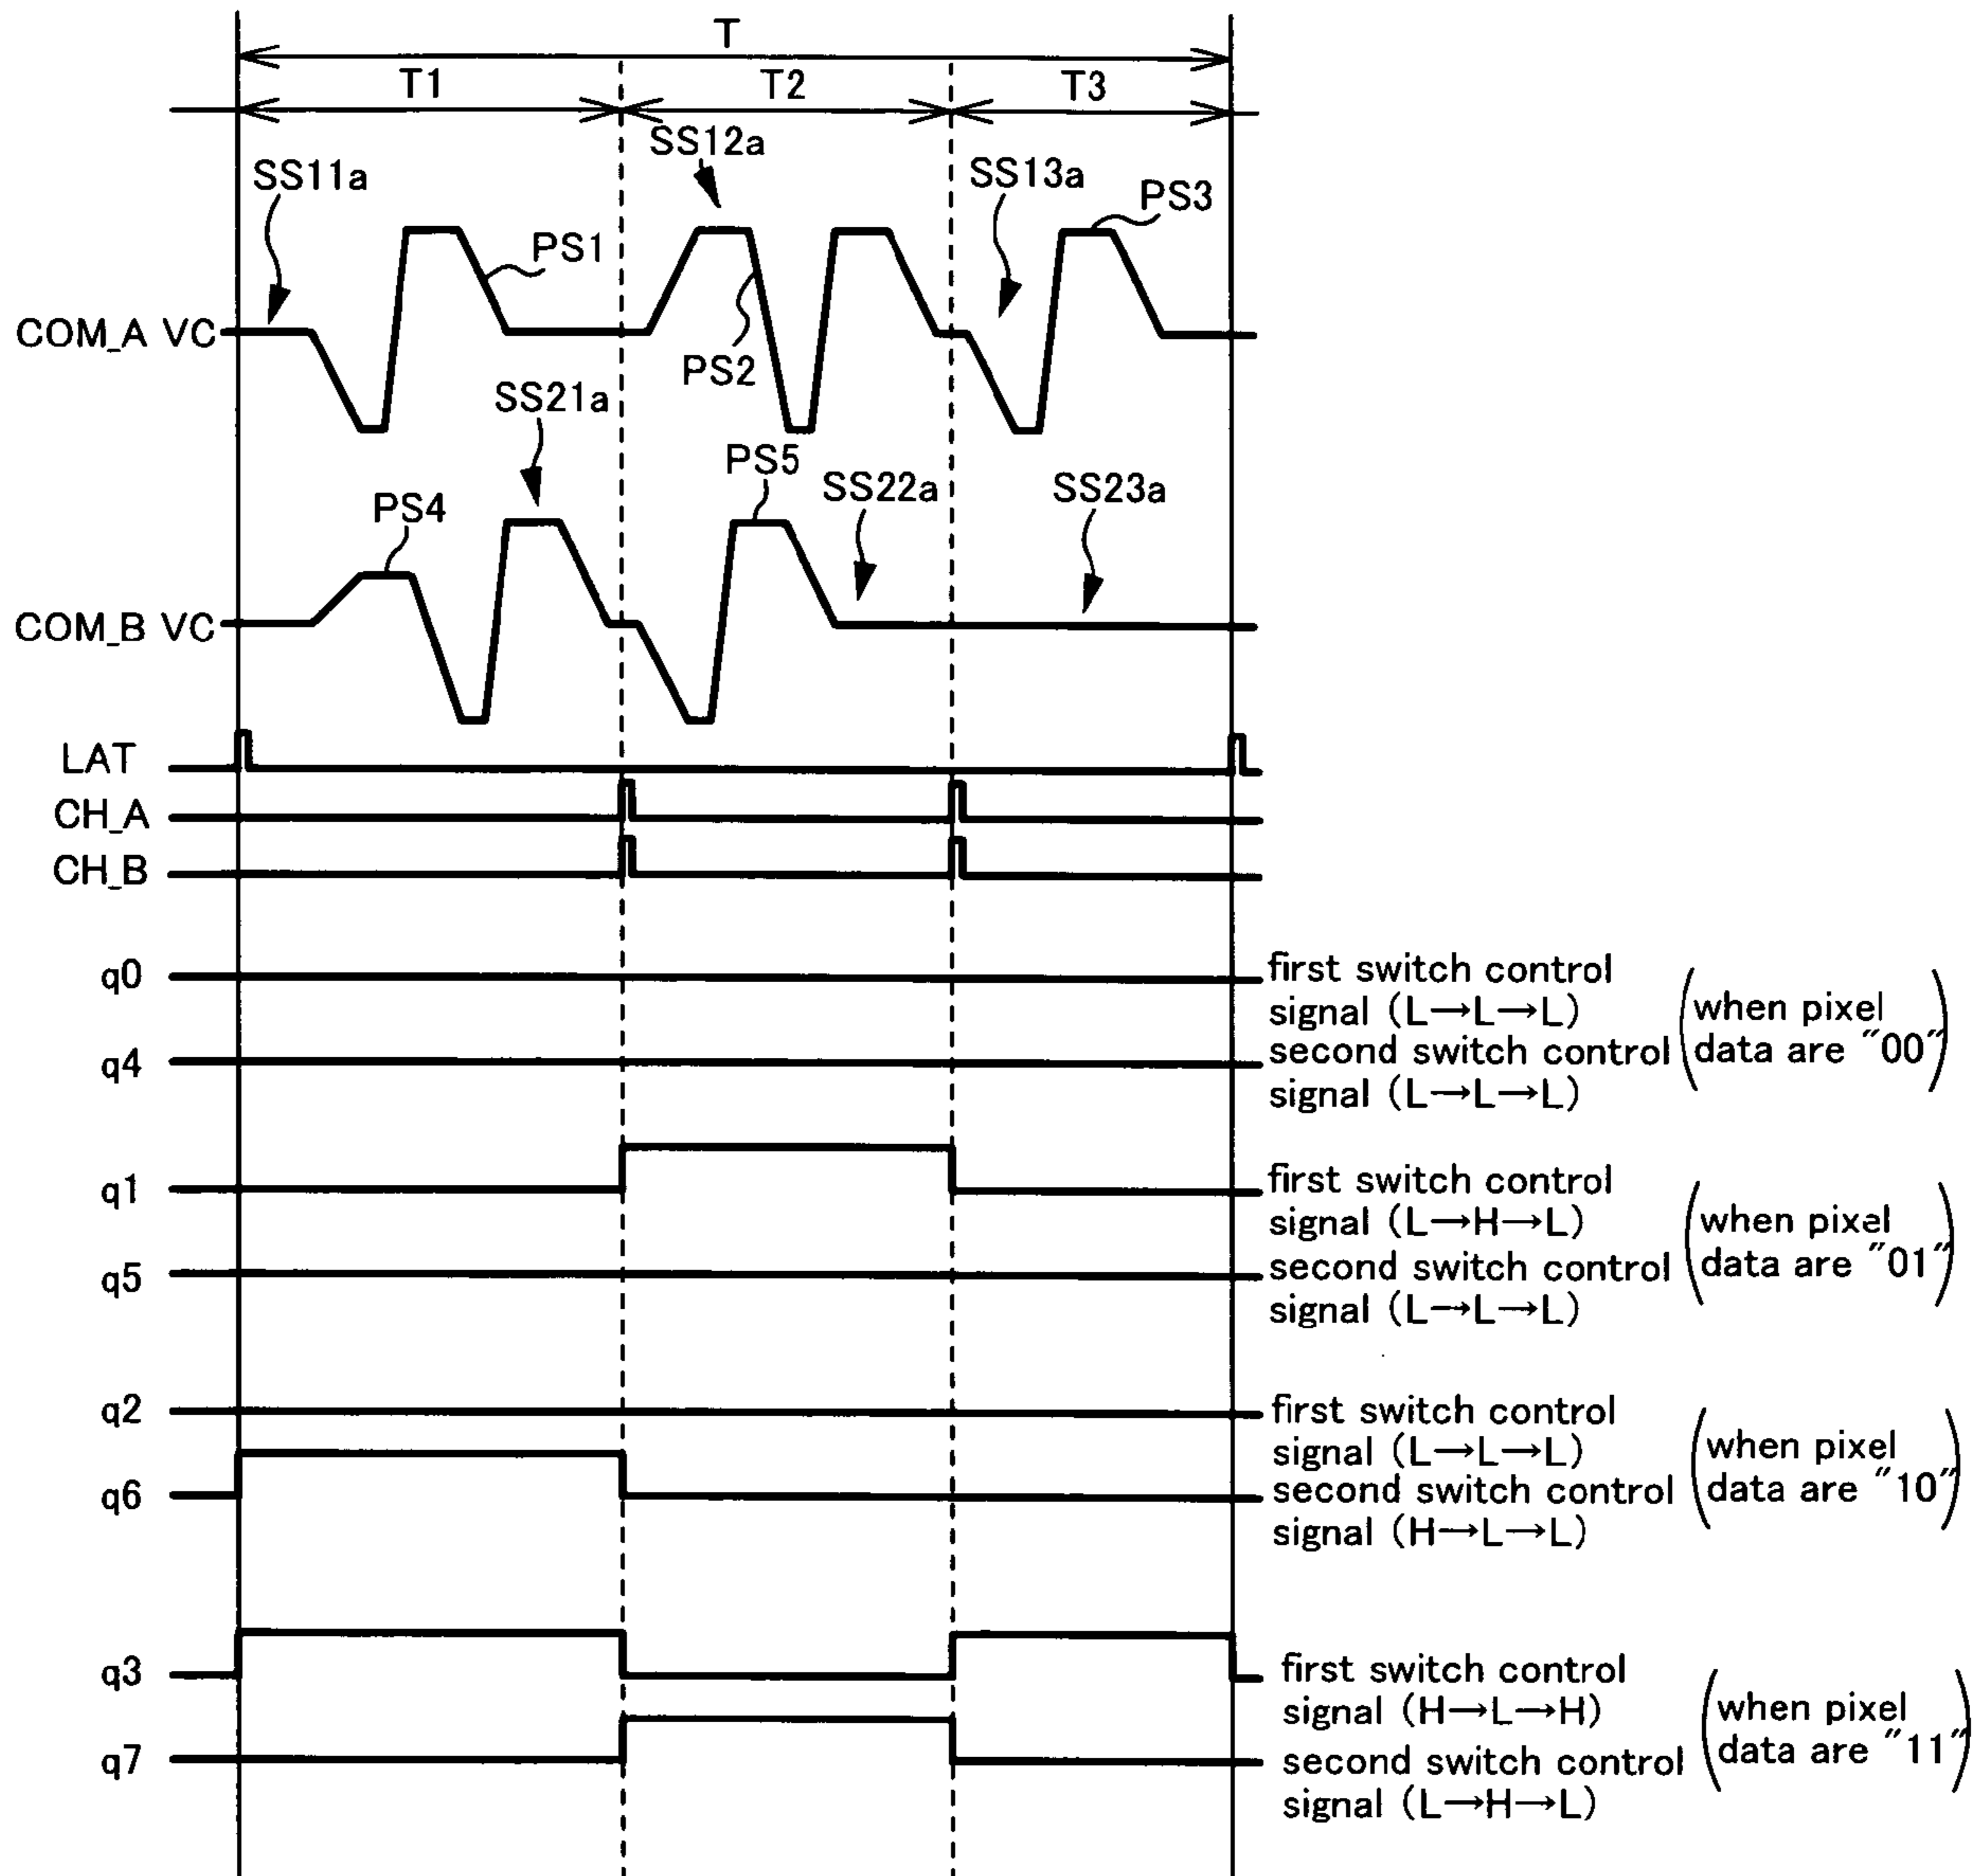 T
T1
T2
T3
SS11a
SS12a
SS13a
PS3
PS1
COM_A VC
PS2
SS21a
PS5
SS22a
SS23a
PS4
COM_B VC
LAT
CH_A
CH_B
q0
first switch control
signal (L→L→L)
q4
second switch control
signal (L→L→L)
(when pixel
data are "00")
q1
first switch control
signal (L→H→L)
q5
second switch control
signal (L→L→L)
(when pixel
data are "01")
q2
first switch control
signal (L→L→L)
q6
second switch control
signal (H→L→L)
(when pixel
data are "10")
q3
first switch control
signal (H→L→H)
q7
second switch control
signal (L→H→L)
(when pixel
data are "11")